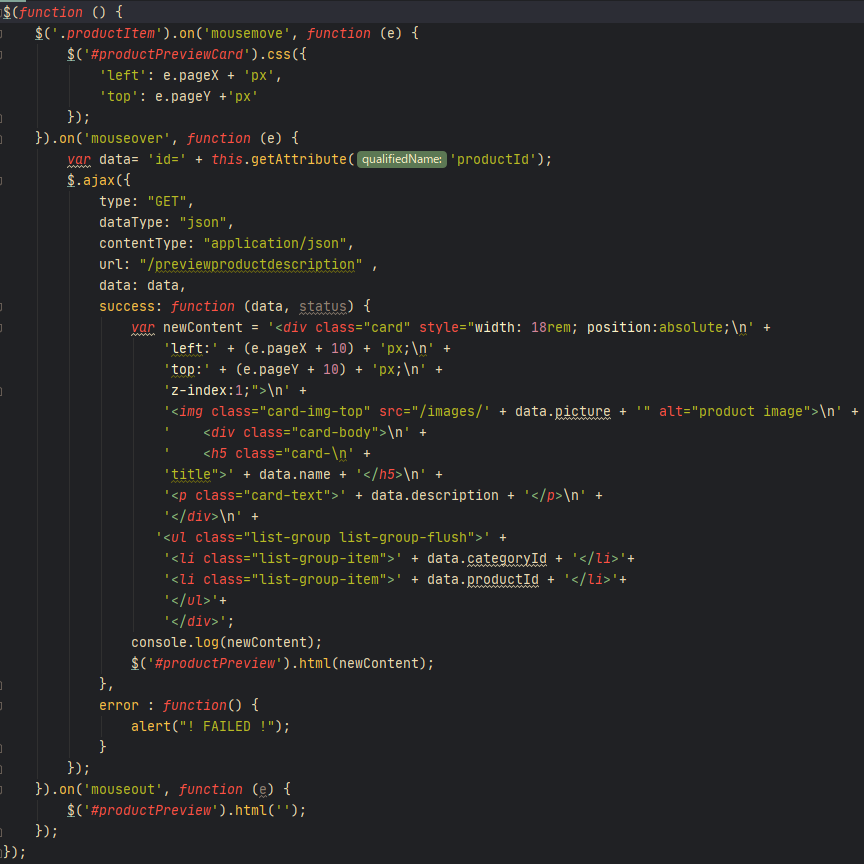 $(function () {
    $('.productItem').on('mousemove', function (e) {
        $('#productPreviewCard').css({
            'left': e.pageX + 'px',
            'top': e.pageY +'px'
        });
    }).on('mouseover', function (e) {
        var data= 'id=' + this.getAttribute( qualifiedName: 'productId');
        $.ajax({
            type: "GET",
            dataType: "json",
            contentType: "application/json",
            url: "/previewproductdescription" ,
            data: data,
            success: function (data, status) {
                var newContent = '<div class="card" style="width: 18rem; position:absolute;\n' +
                    'left:' + (e.pageX + 10) + 'px;\n' +
                    'top:' + (e.pageY + 10) + 'px;\n' +
                    'z-index:1;">\n' +
                    '<img class="card-img-top" src="/images/' + data.picture + '" alt="product image">\n' +
                    '    <div class="card-body">\n' +
                    '    <h5 class="card-\n' +
                    'title">' + data.name + '</h5>\n' +
                    '<p class="card-text">' + data.description + '</p>\n' +
                    '</div>\n' +
                   '<ul class="list-group list-group-flush">' +
                    '<li class="list-group-item">' + data.categoryId + '</li>'+
                    '<li class="list-group-item">' + data.productId + '</li>'+
                    '</ul>'+
                    '</div>';
                console.log(newContent);
                $('#productPreview').html(newContent);
            },
            error : function() {
                alert("! FAILED !");
            }
        });
    }).on('mouseout', function (e) {
        $('#productPreview').html('');
    });
});